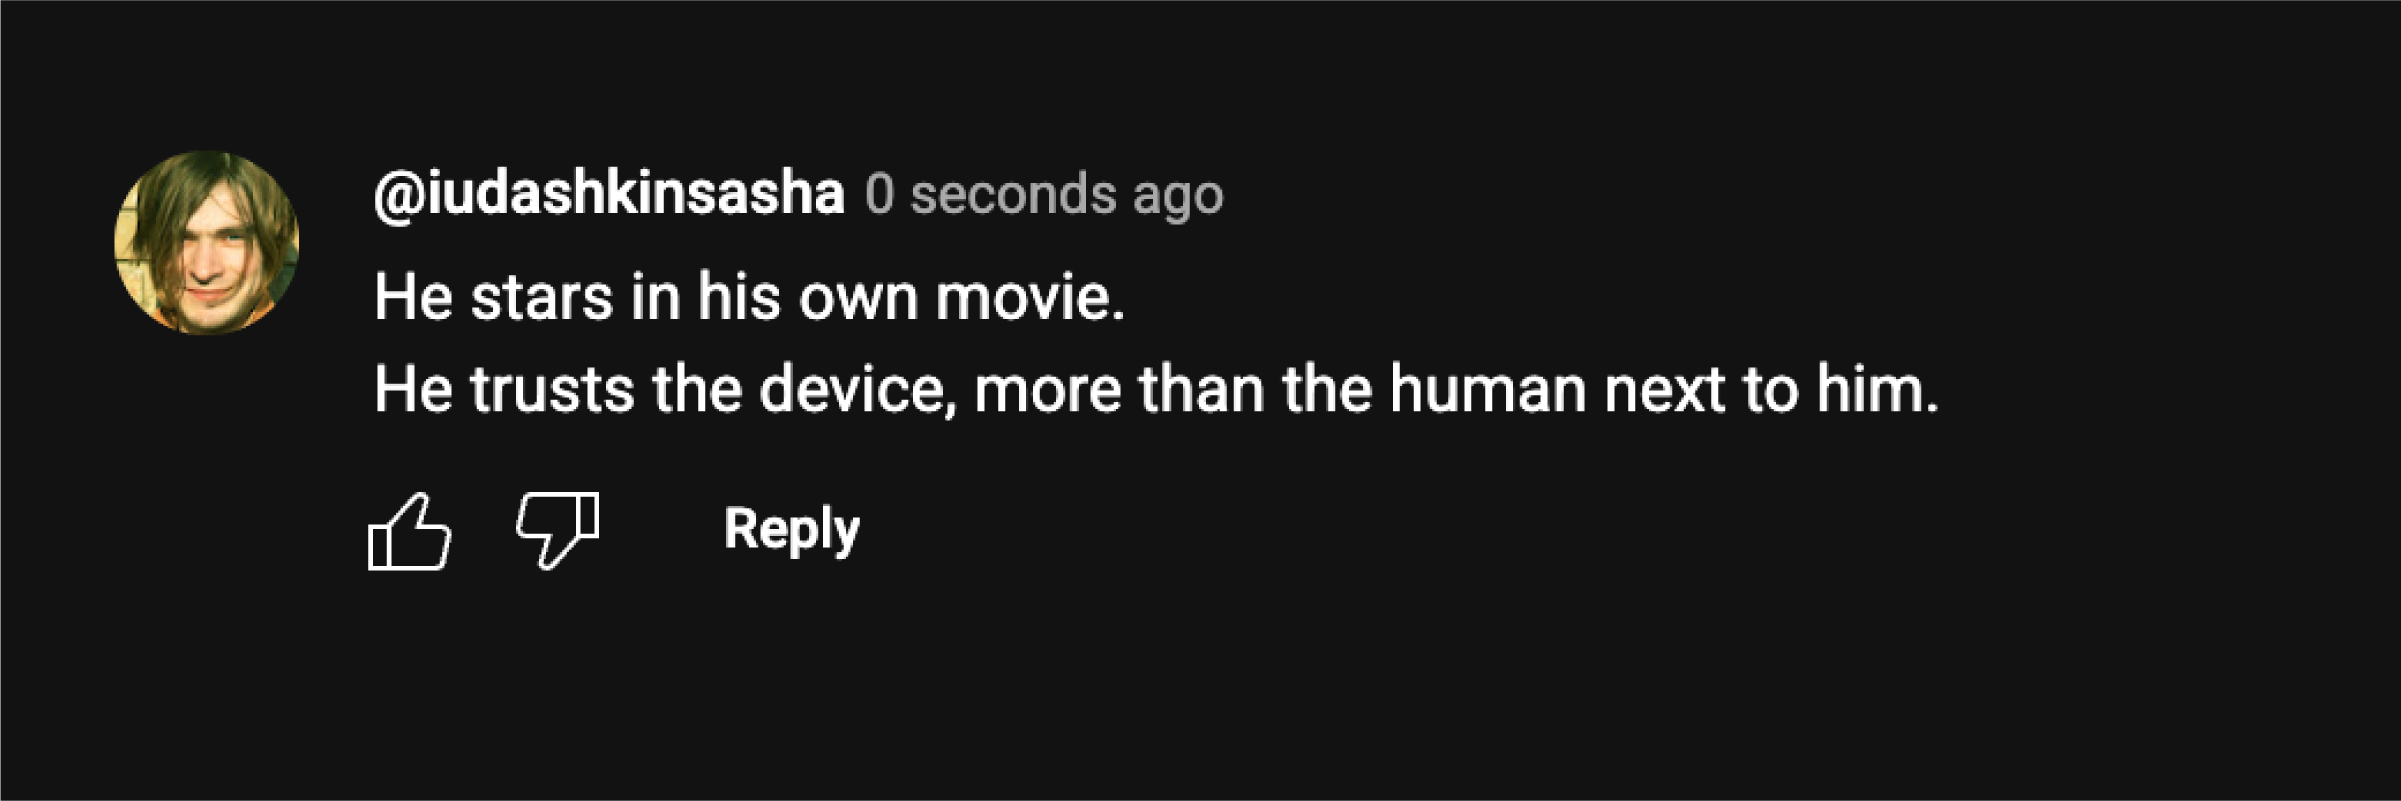 @iudashkinsasha 0 seconds ago
He stars in his own movie.
He trusts the device, more than the human next to him.
Reply